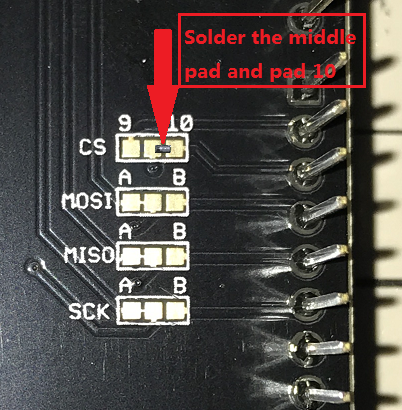 Solder the middle
pad and pad 10
9 10
CS
A B
MOSI
A B
MISO
A B
SCK